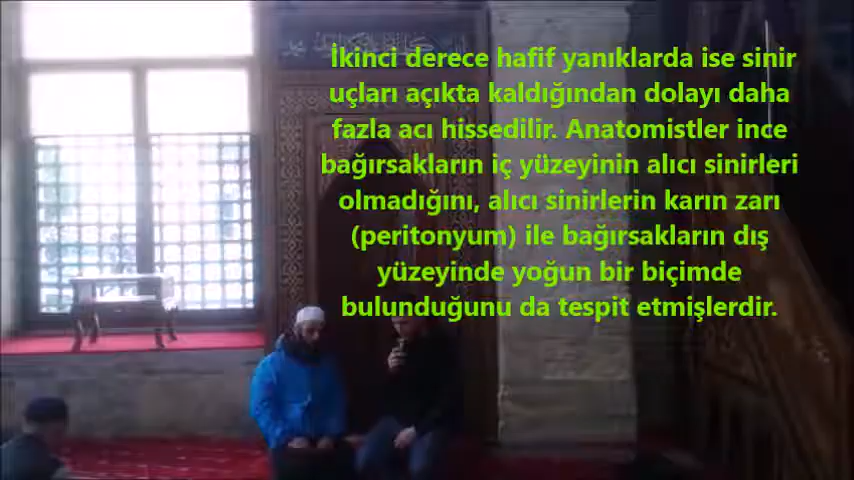 İkinci derece hafif yanıklarda ise sinir
uçları açıkta kaldığından dolayı daha
fazla acı hissedilir. Anatomistler ince
bağırsakların iç yüzeyinin alıcı sinirleri
olmadığını, alıcı sinirlerin karın zarı
(peritonyum) ile bağırsakların dış
yüzeyinde yoğun bir biçimde
bulunduğunu da tespit etmişlerdir.